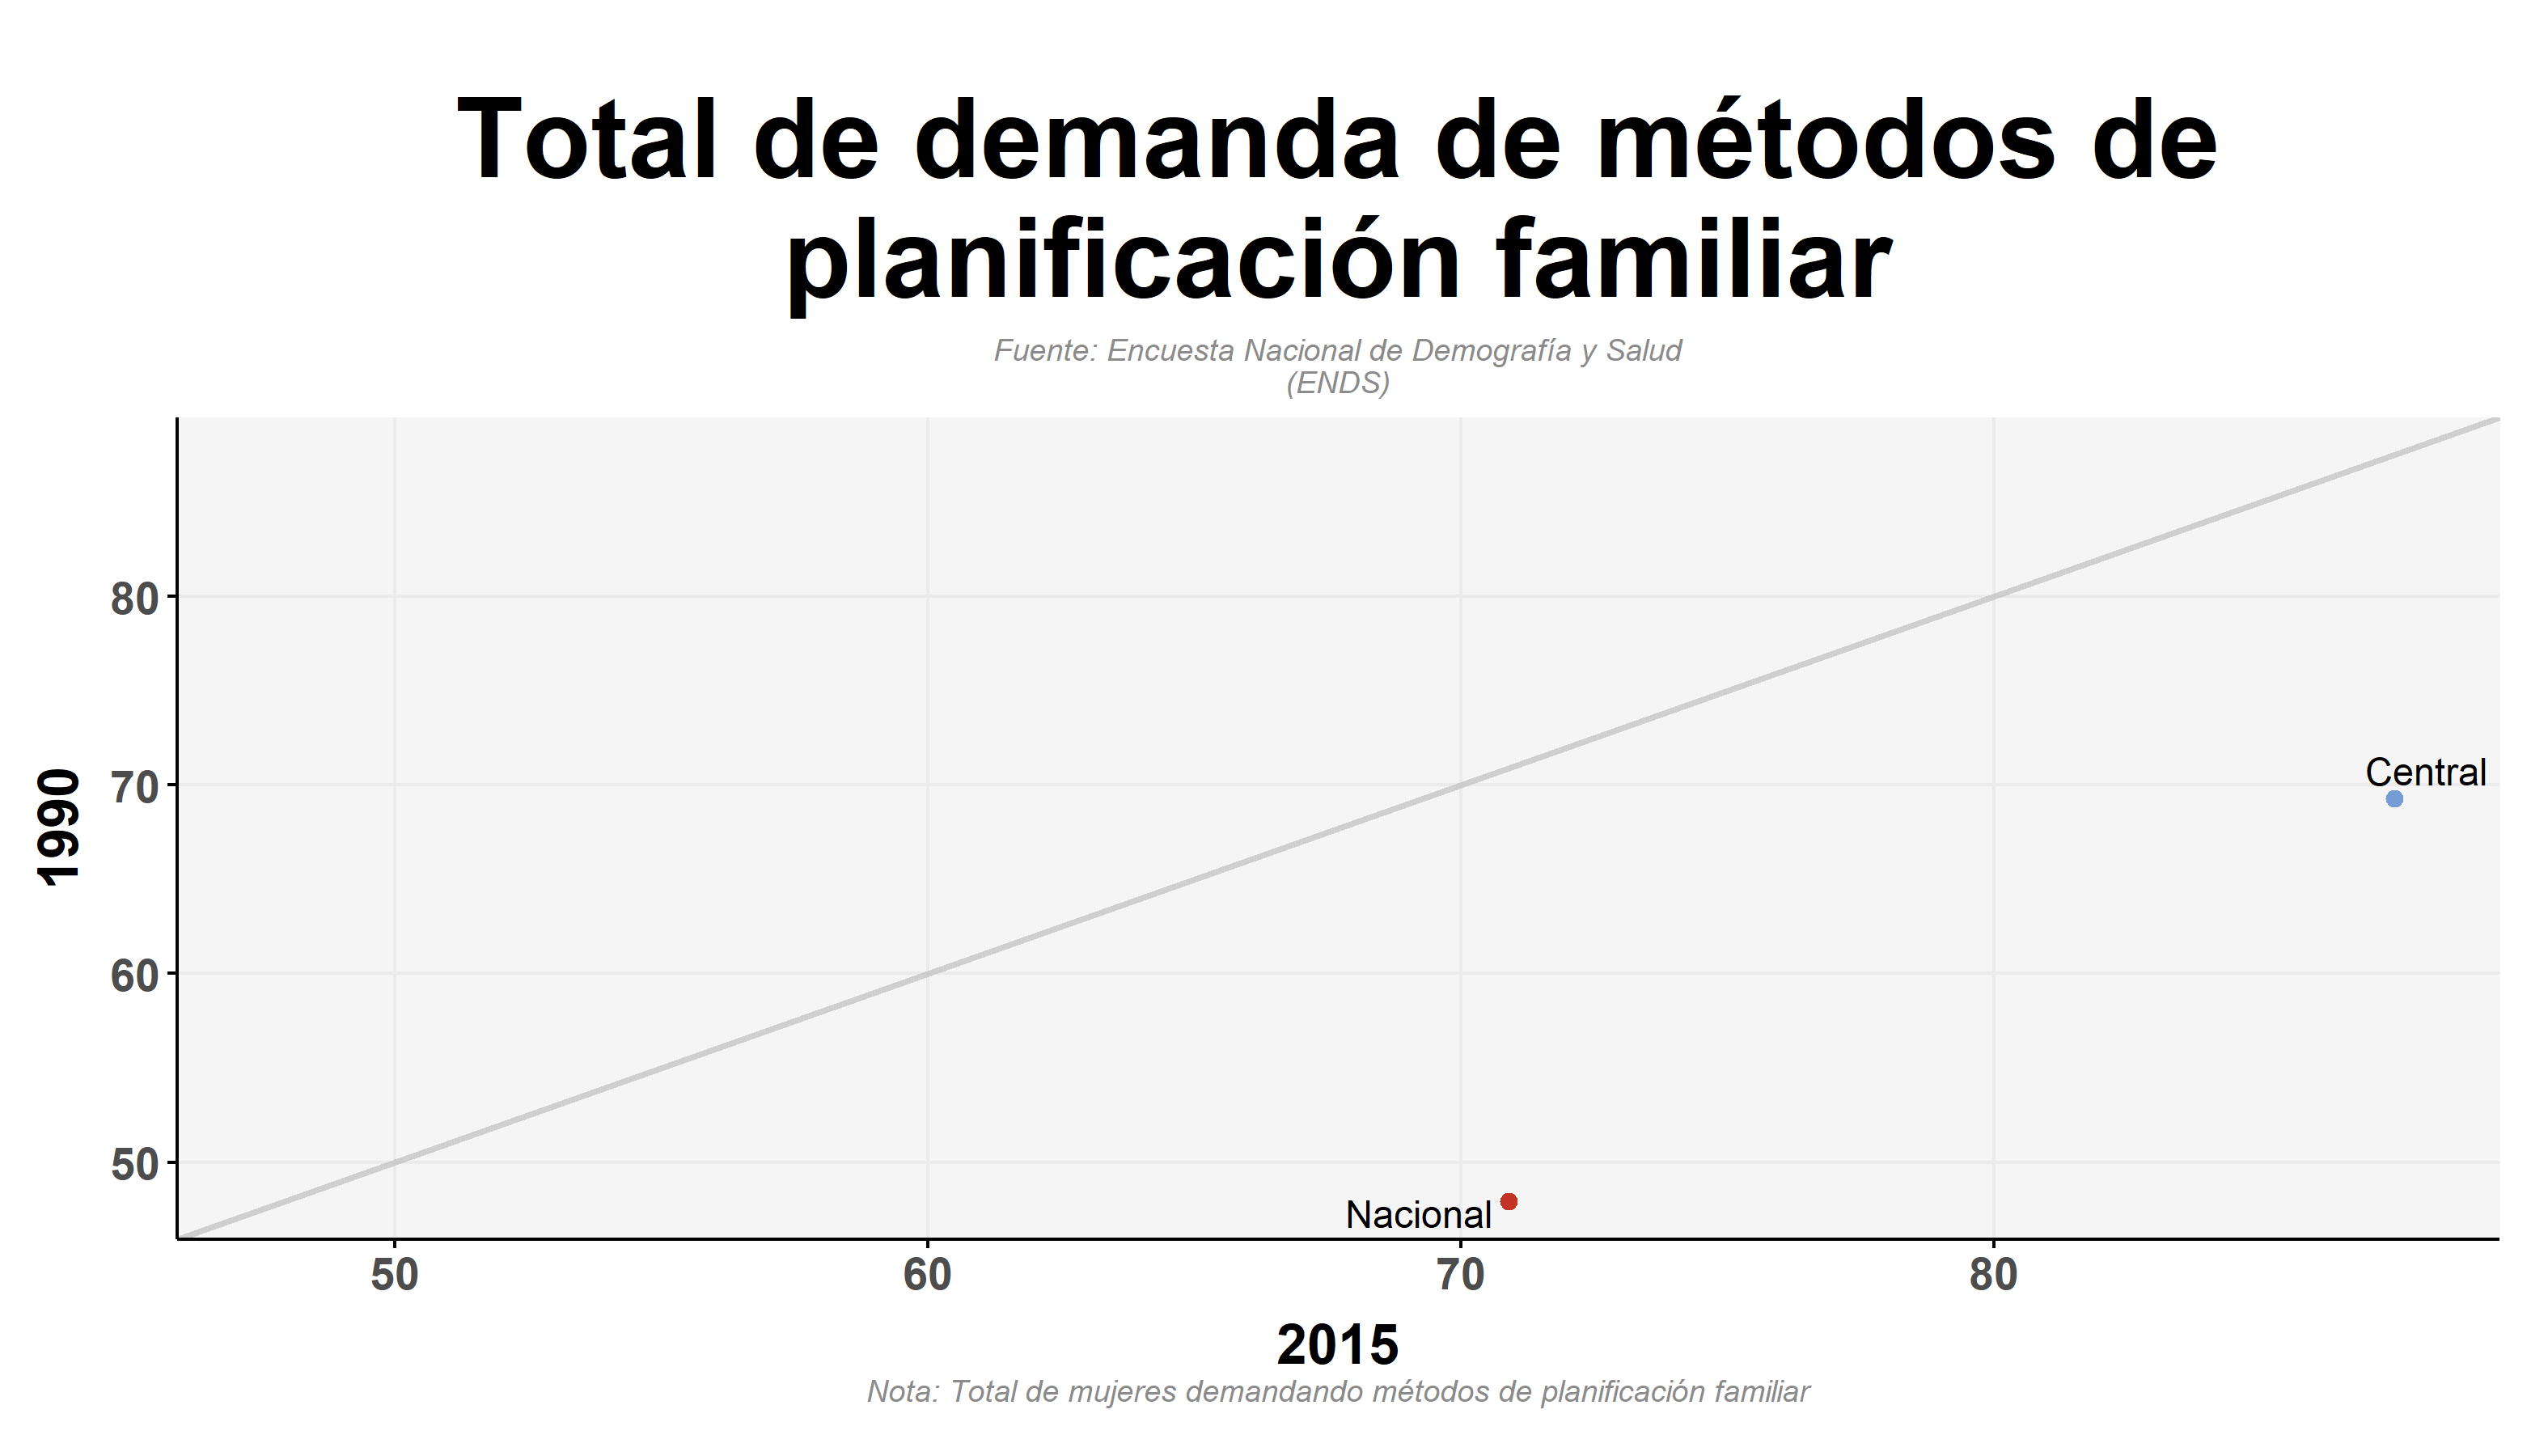 Total de demanda de métodos de
planificación familiar
Fuente: Encuesta Nacional de Demografía y Salud
(ENDS)
1990
80
70
60
50
Central
Nacional
50 60 70 80
2015
Nota: Total de mujeres demandando métodos de planificación familiar